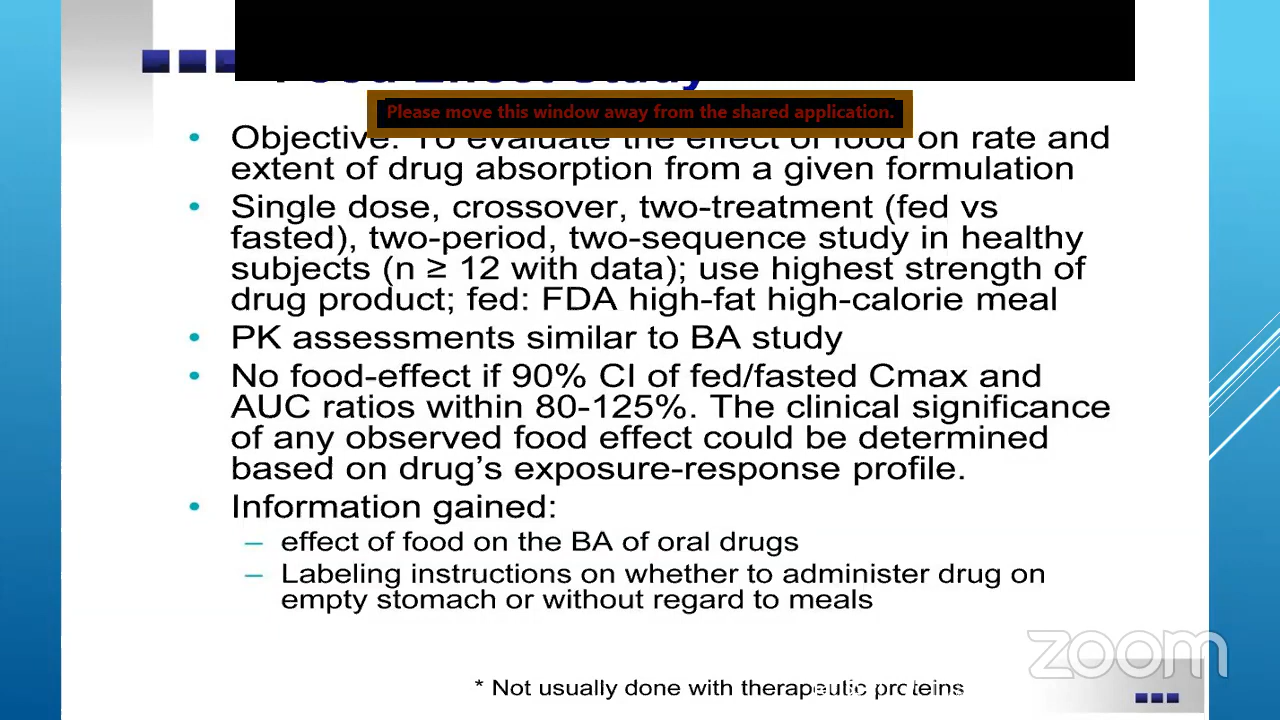 Food Effect Study
Please move this window away from the shared application.
• Objective: To evaluate the effect of food on rate and
extent of drug absorption from a given formulation
• Single dose, crossover, two-treatment (fed vs
fasted), two-period, two-sequence study in healthy
subjects (n ≥ 12 with data); use highest strength of
drug product; fed: FDA high-fat high-calorie meal
• PK assessments similar to BA study
• No food-effect if 90% CI of fed/fasted Cmax and
AUC ratios within 80-125%. The clinical significance
of any observed food effect could be determined
based on drug’s exposure-response profile.
• Information gained:
– effect of food on the BA of oral drugs
– Labeling instructions on whether to administer drug on
empty stomach or without regard to meals
zoom
* Not usually done with therapeutic proteins